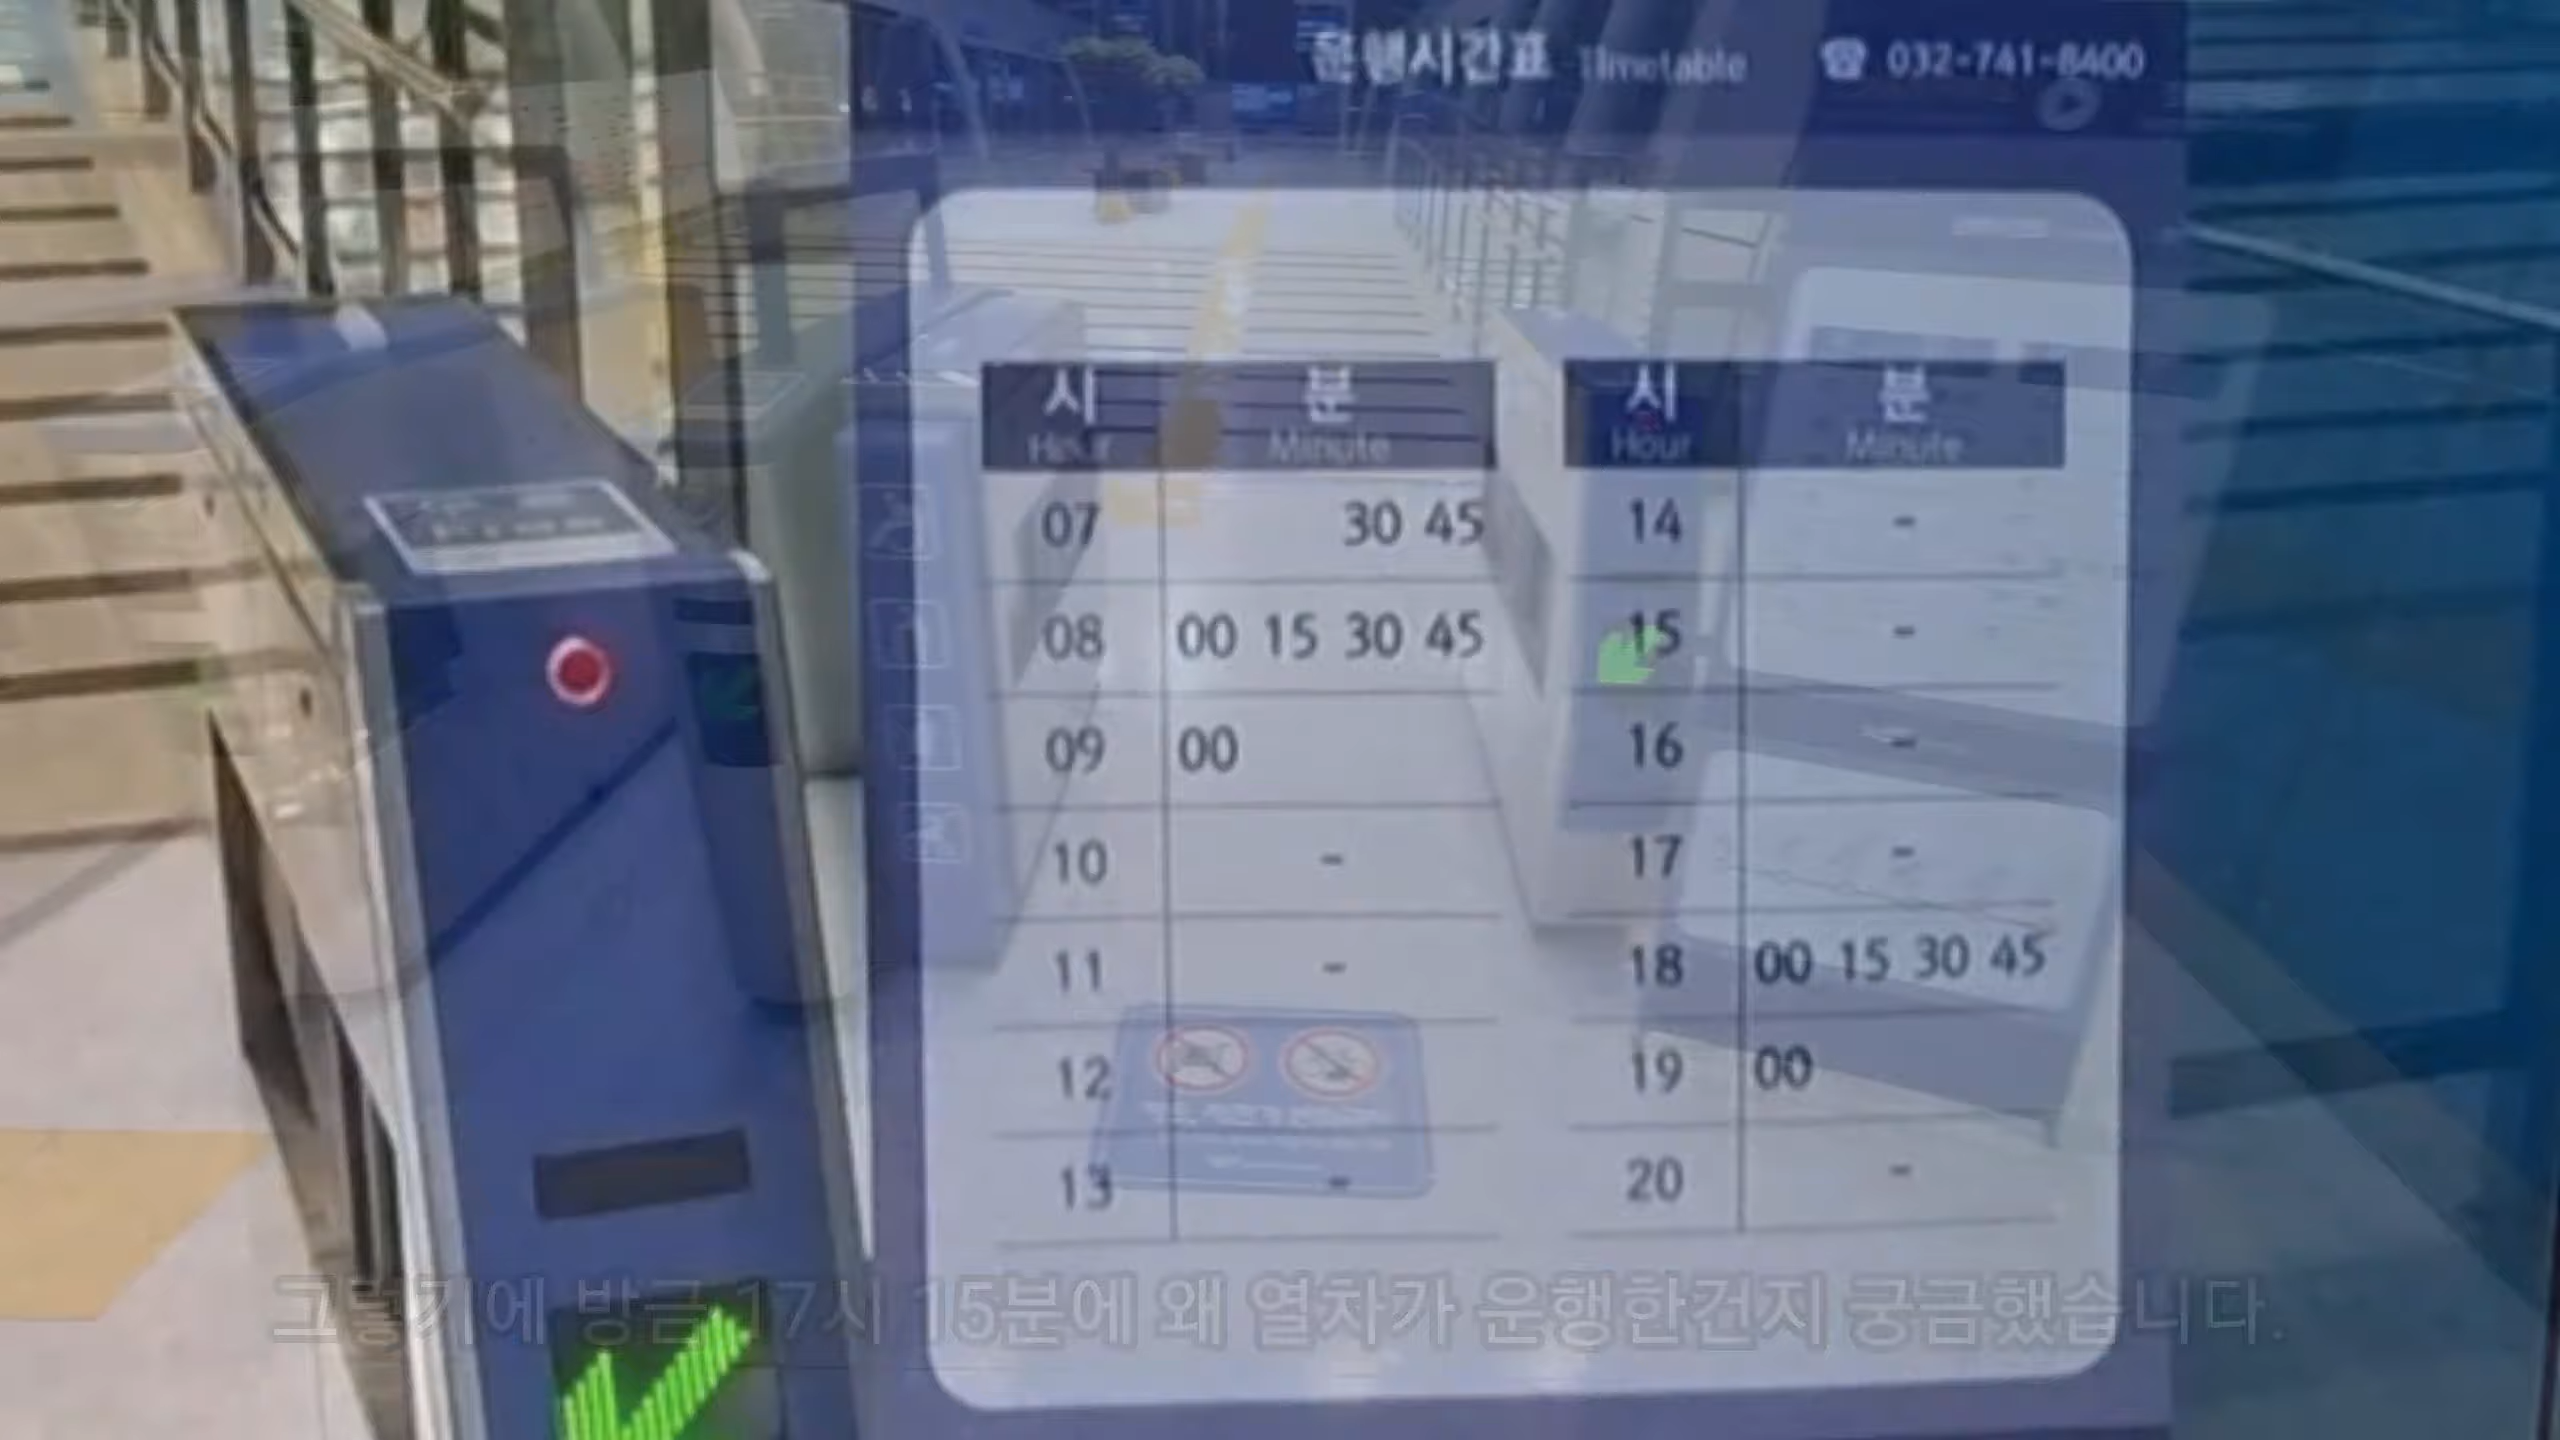 운행시간표 Timetable ☎ 032-741-8400
시 분 시 분
Hour Minute Hour Minute
07 30 45 14 -
08 00 15 30 45 15 -
09 00 16 -
10 - 17 -
11 - 18 00 15 30 45
12 19 00
13 - 20 -
그렇기에 방금 17시 15분에 왜 열차가 운행한건지 궁금했습니다.